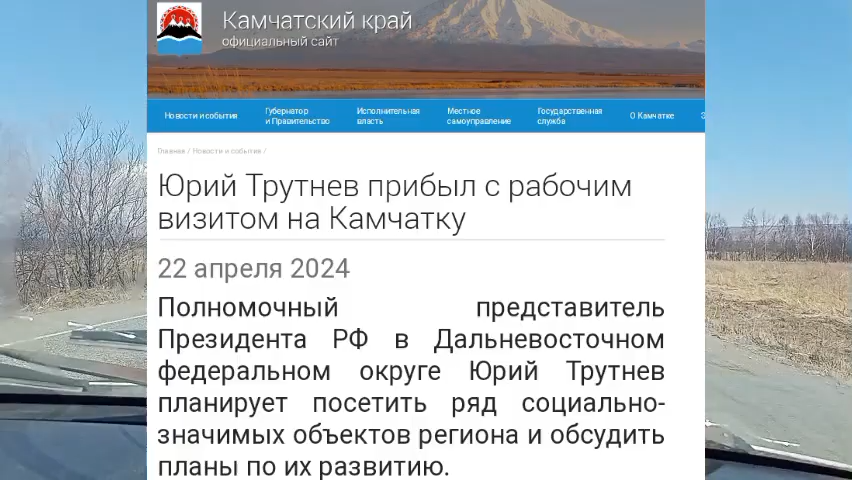 Камчатский край
официальный сайт
Новости и события
Губернатор
и Правительство
Исполнительная
власть
Местное
самоуправление
Государственная
служба
О Камчатке
Главная / Новости и события /
Юрий Трутнев прибыл с рабочим
визитом на Камчатку
22 апреля 2024
Полномочный представитель
Президента РФ в Дальневосточном
федеральном округе Юрий Трутнев
планирует посетить ряд социально-
значимых объектов региона и обсудить
планы по их развитию.